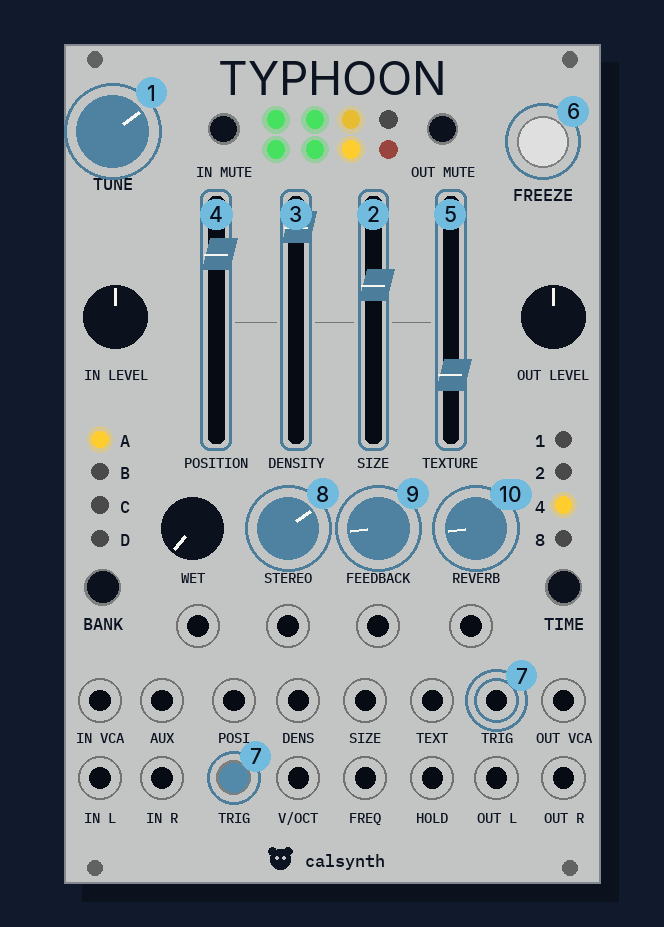 TYPHOON
1
6
TUNE
IN MUTE
OUT MUTE
FREEZE
4
3
2
5
IN LEVEL
OUT LEVEL
A
B
C
D
1
2
4
8
POSITION
DENSITY
SIZE
TEXTURE
8
9
10
WET
STEREO
FEEDBACK
REVERB
BANK
TIME
7
IN VCA
AUX
POSI
DENS
SIZE
TEXT
TRIG
OUT VCA
7
IN L
IN R
TRIG
V/OCT
FREQ
HOLD
OUT L
OUT R
calsynth